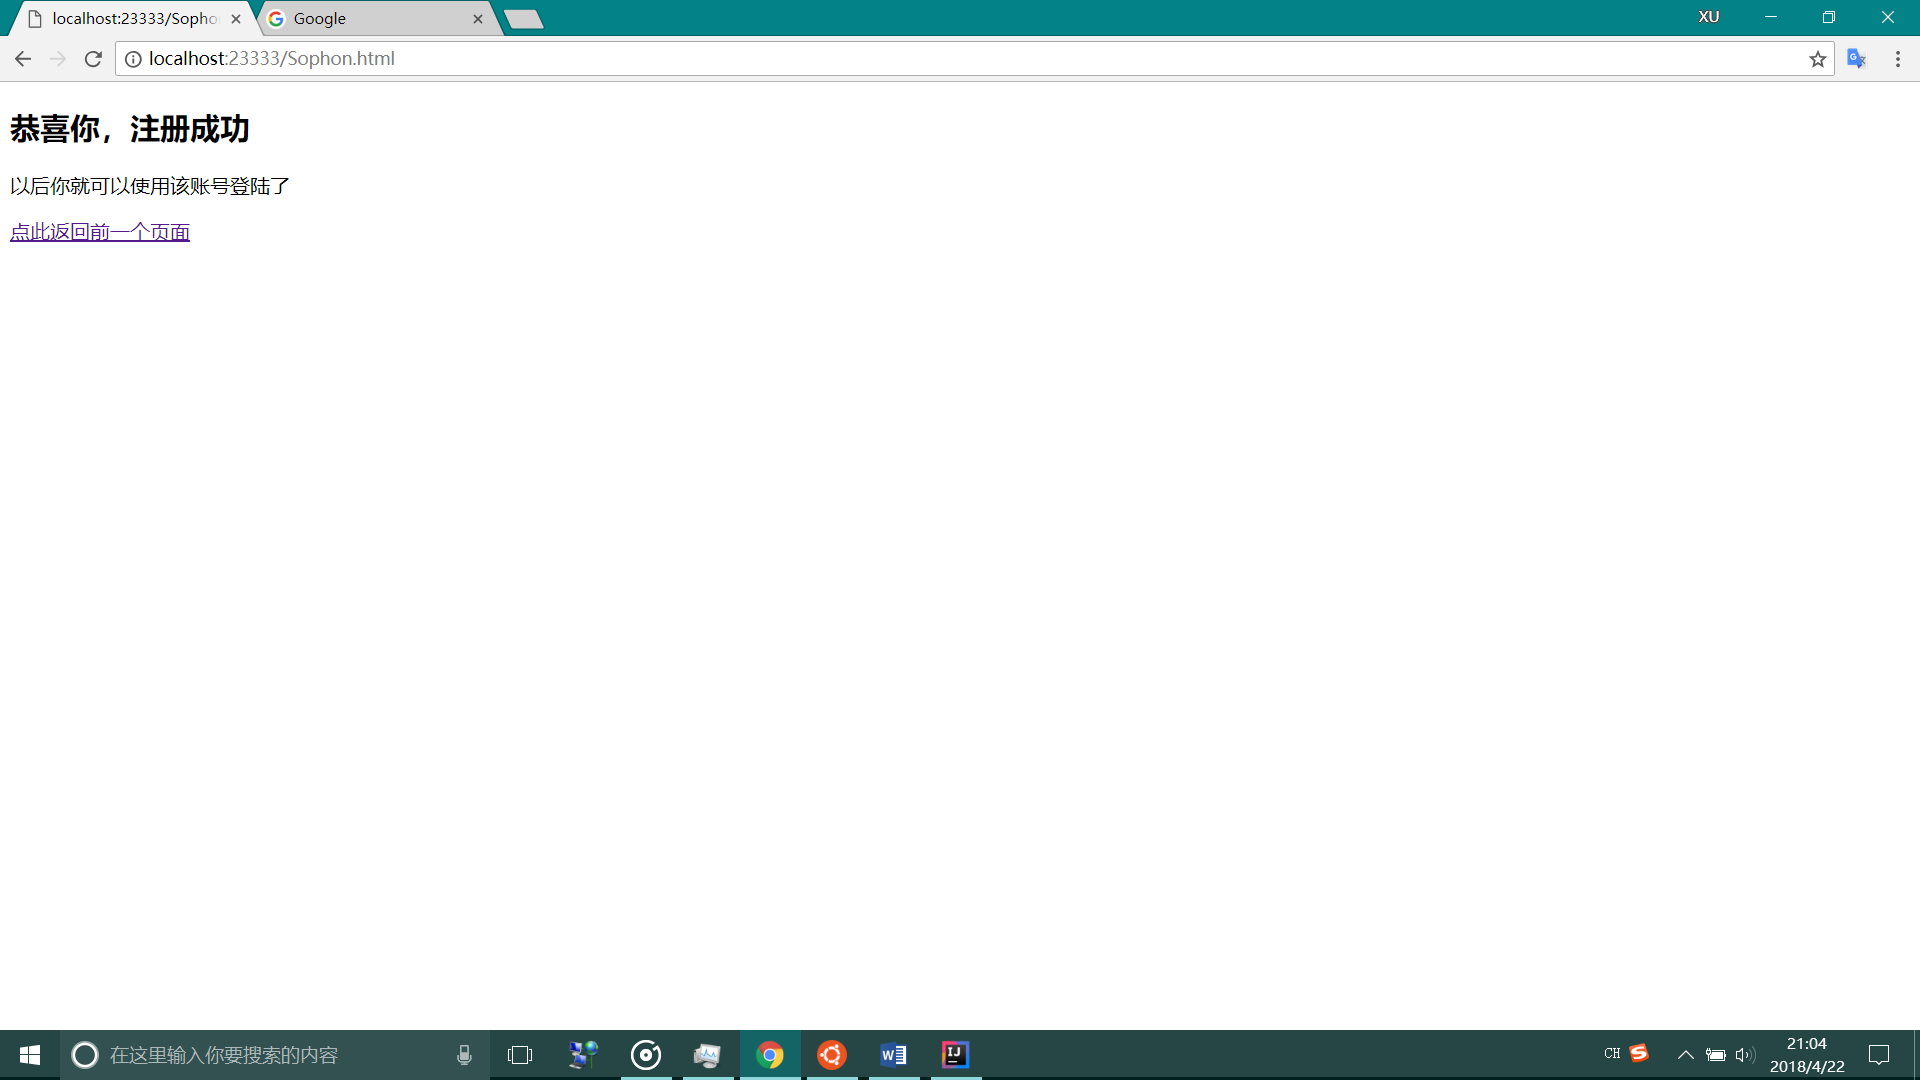 localhost:23333/Sopho
Google
XU
localhost:23333/Sophon.html
恭喜你，注册成功
以后你就可以使用该账号登陆了
点此返回前一个页面
在这里输入你要搜索的内容
CH
21:04
2018/4/22